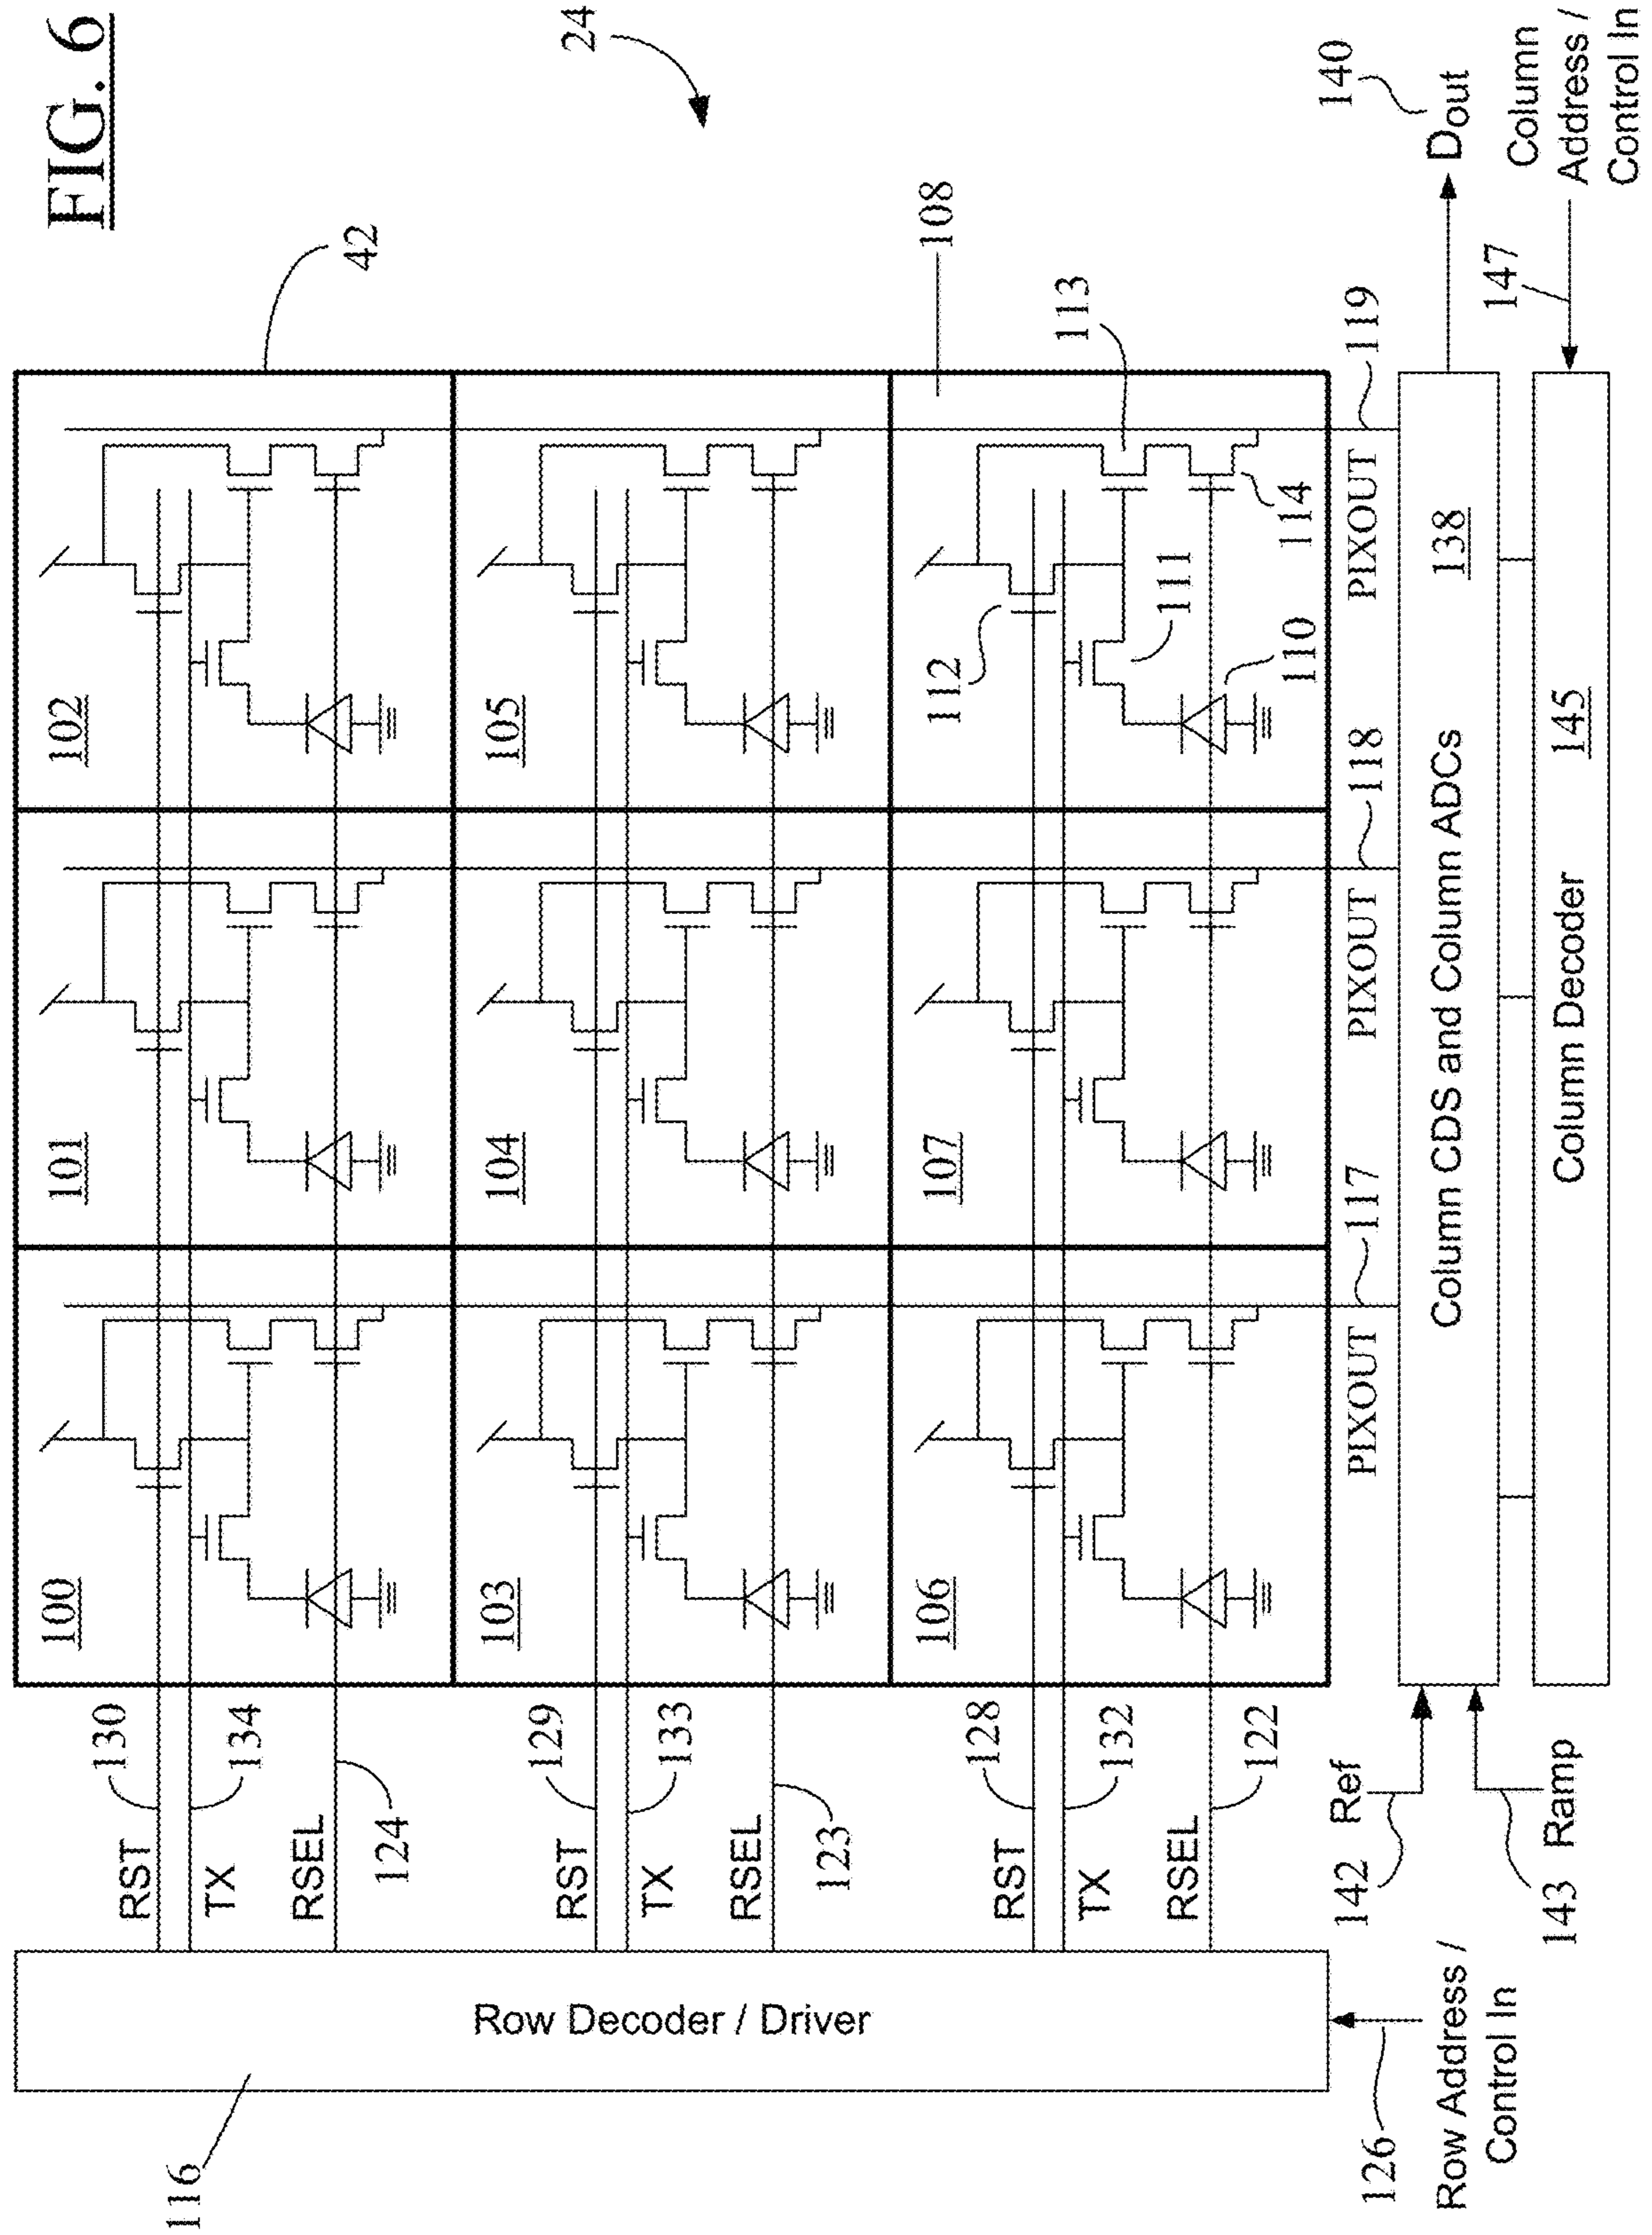 FIG. 6
24
42
108
102
101
100
105
104
103
112
113
111
114
110
107
106
130
134
RST
TX
RSEL
124
129
133
RST
TX
RSEL
123
128
132
RST
TX
RSEL
122
116
Row Decoder / Driver
126
Row Address /
Control In
117
118
119
PIXOUT
PIXOUT
PIXOUT
142
Ref
143
Ramp
Column CDS and Column ADCs
138
140
Dout
Column Decoder
145
147
Column
Address /
Control In